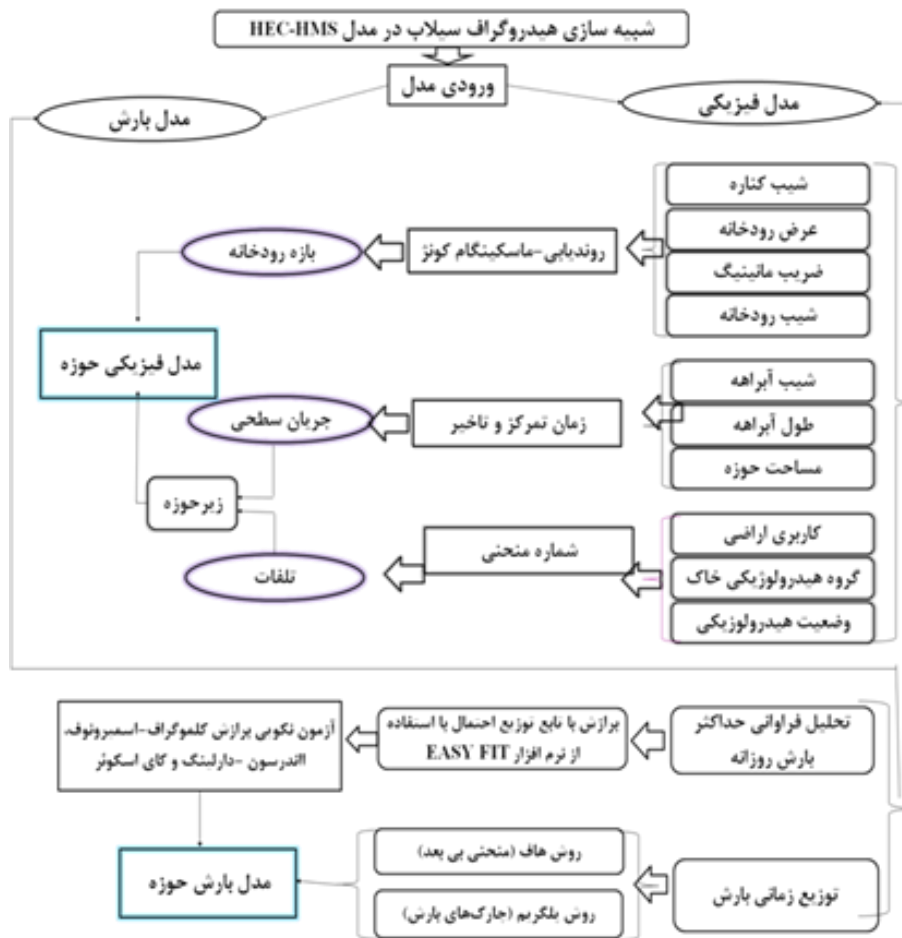 شبیه سازی هیدروگراف سیلاب در مدل HEC-HMS
ورودی مدل
مدل فیزیکی
مدل بارش
شیب کناره
عرض رودخانه
ضریب مانینیگ
شیب رودخانه
روندیابی-ماسکینگام کونژ
بازه رودخانه
مدل فیزیکی حوزه
شیب آبراهه
طول آبراهه
مساحت حوزه
زمان تمرکز و تاخیر
جریان سطحی
زیرحوزه
کاربری اراضی
گروه هیدرولوژیکی خاک
وضعیت هیدرولوژیکی
شماره منحنی
تلفات
تحلیل فراوانی حداکثر
بارش روزانه
برازش با تابع توزیع احتمال با استفاده
از نرم افزار EASY FIT
آزمون نکویی برازش کلموگراف-اسمیرنوف،
اندرسون -دارلینگ و کای اسکوئر
توزیع زمانی بارش
روش هاف (منحنی بی بعد)
روش پلگریم (چارک‌های بارش)
مدل بارش حوزه